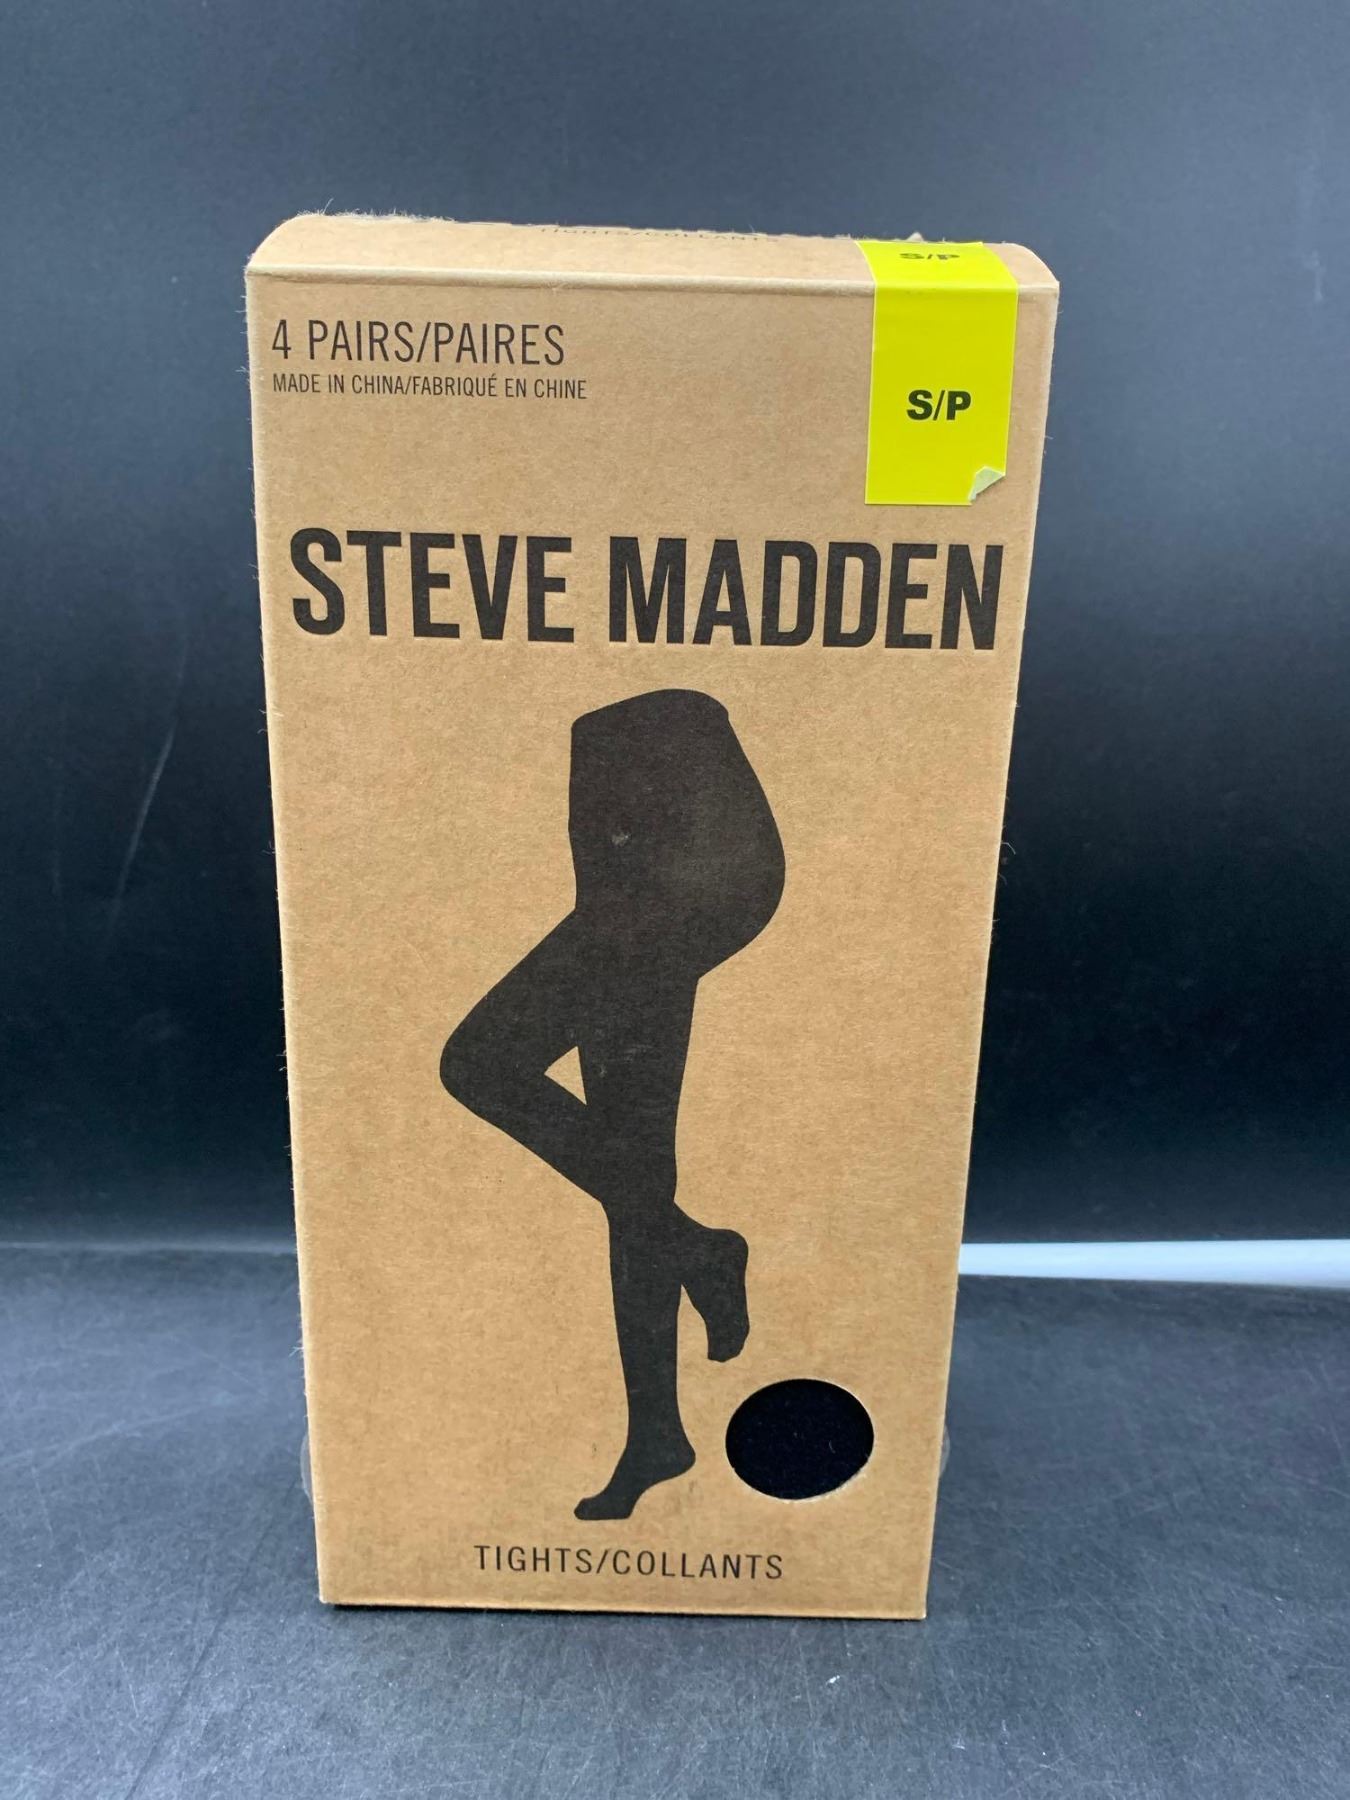 TIGHTS/COLLANTS
S/P
4 PAIRS/PAIRES
MADE IN CHINA/FABRIQUÉ EN CHINE
S/P
STEVE MADDEN
TIGHTS/COLLANTS